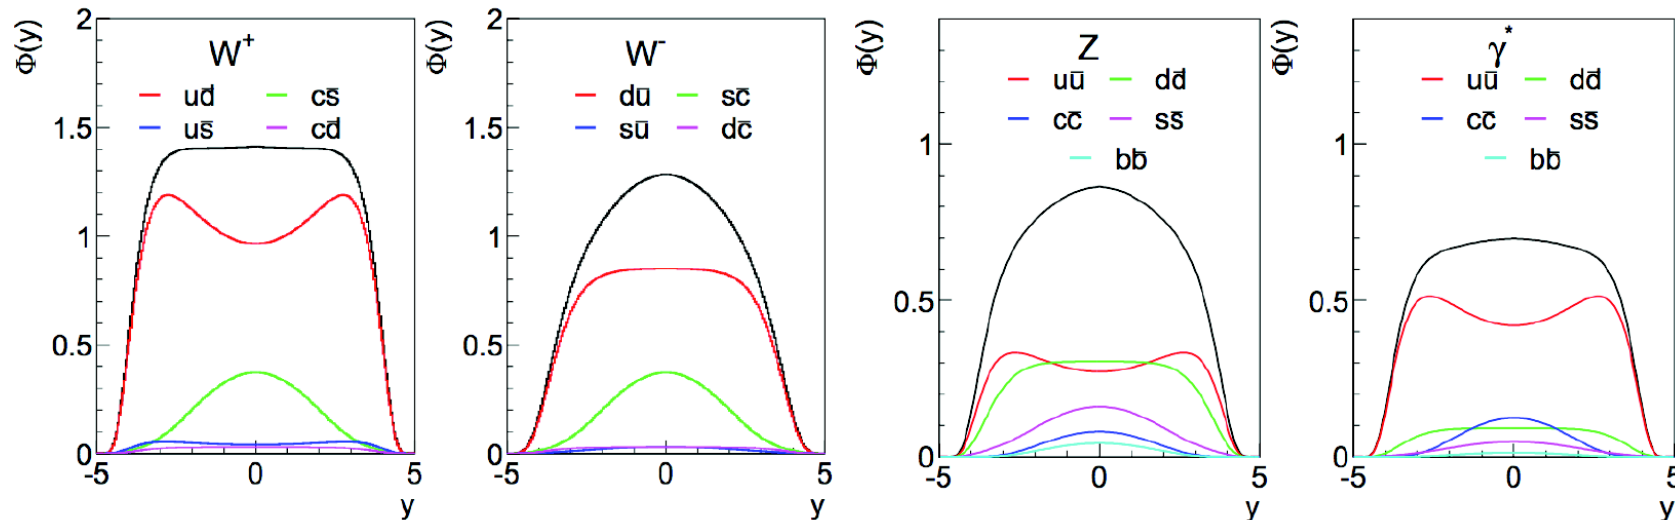 Φ(y)
2
1.5
1
0.5
0
-5
0
5
y
W⁺
ud̄
cs̄
us̄
cd̄
Φ(y)
2
1.5
1
0.5
0
-5
0
5
y
W⁻
dū
sc̄
sū
dc̄
Φ(y)
1
0.5
0
-5
0
5
y
Z
uū
dd̄
cc̄
ss̄
bb̄
Φ(y)
1
0.5
0
-5
0
5
y
γ*
uū
dd̄
cc̄
ss̄
bb̄